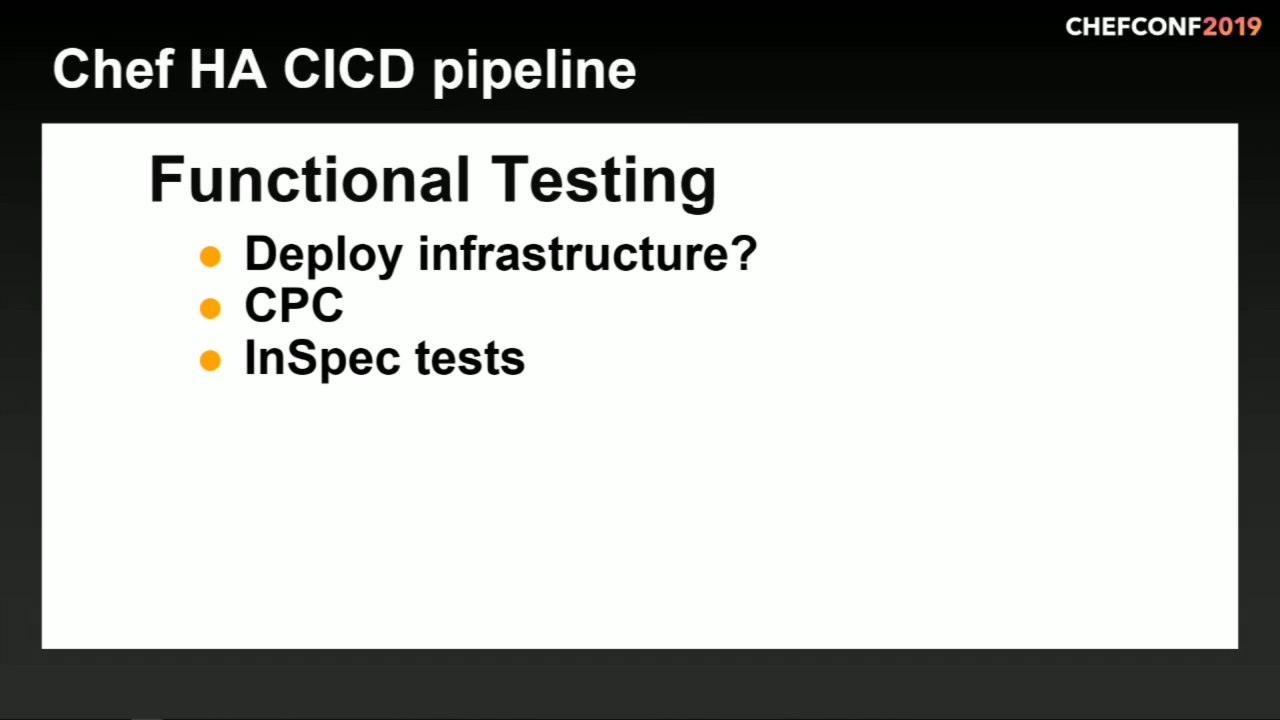 CHEFCONF2019
Chef HA CICD pipeline
Functional Testing
● Deploy infrastructure?
● CPC
● InSpec tests